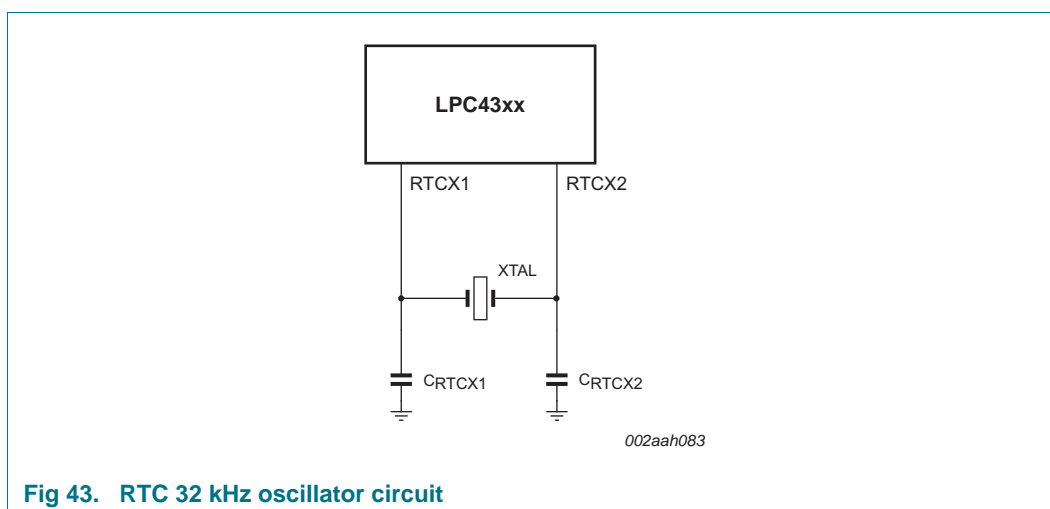 LPC43xx
RTCX1 RTCX2
XTAL
CRTCX1 CRTCX2
002aah083
Fig 43. RTC 32 kHz oscillator circuit